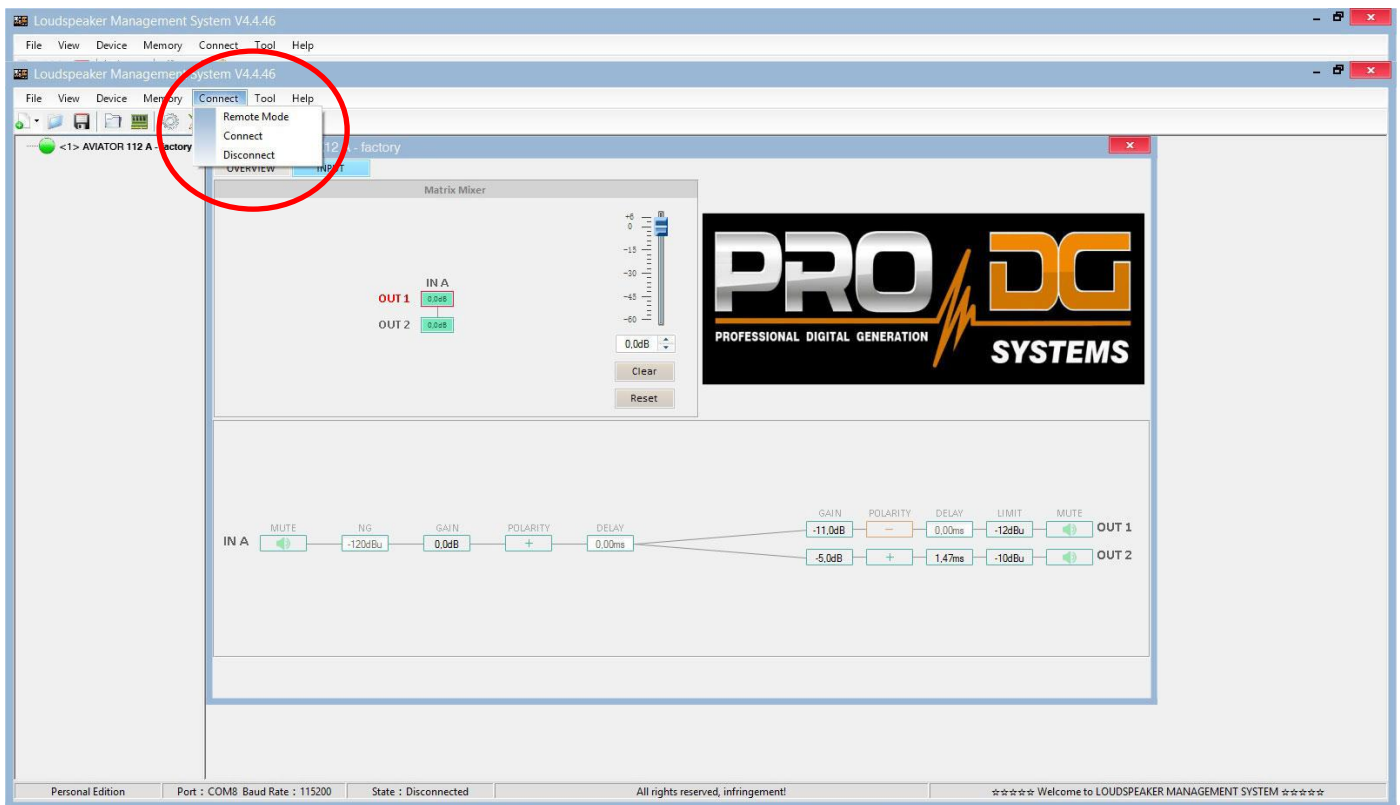 Loudspeaker Management System V4.4.46
File View Device Memory Connect Tool Help
Loudspeaker Management System V4.4.46
File View Device Memory Connect Tool Help
Remote Mode
Connect
Disconnect
<1> AVIATOR 112 A - factory
12 A - factory
OVERVIEW INPUT
Matrix Mixer
+6
0
-15
-30
-45
-60
IN A
OUT 1 0,0dB
OUT 2 0,0dB
0,0dB
Clear
Reset
PRO DG
PROFESSIONAL DIGITAL GENERATION
SYSTEMS
GAIN POLARITY DELAY LIMIT MUTE
-11,0dB - 0,00ms -12dBu OUT 1
MUTE NG GAIN POLARITY DELAY
IN A -120dBu 0,0dB + 0,00ms
-5,0dB + 1,47ms -10dBu OUT 2
Personal Edition Port : COM8 Baud Rate : 115200 State : Disconnected All rights reserved, infringement! ☆☆☆☆☆ Welcome to LOUDSPEAKER MANAGEMENT SYSTEM ☆☆☆☆☆